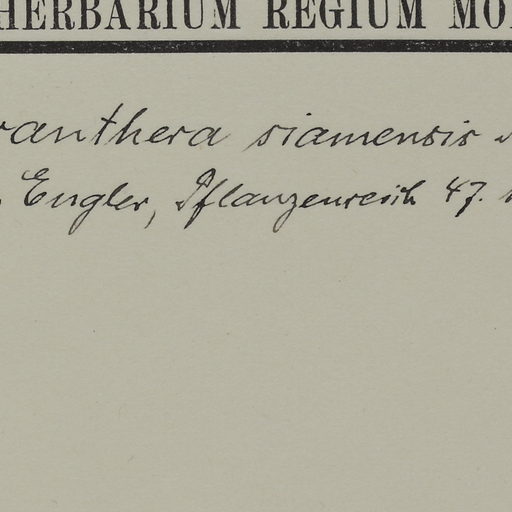 HERBARIUM REGIUM MO
ranthera siamensis
Engler, Pflanzenreich 47.